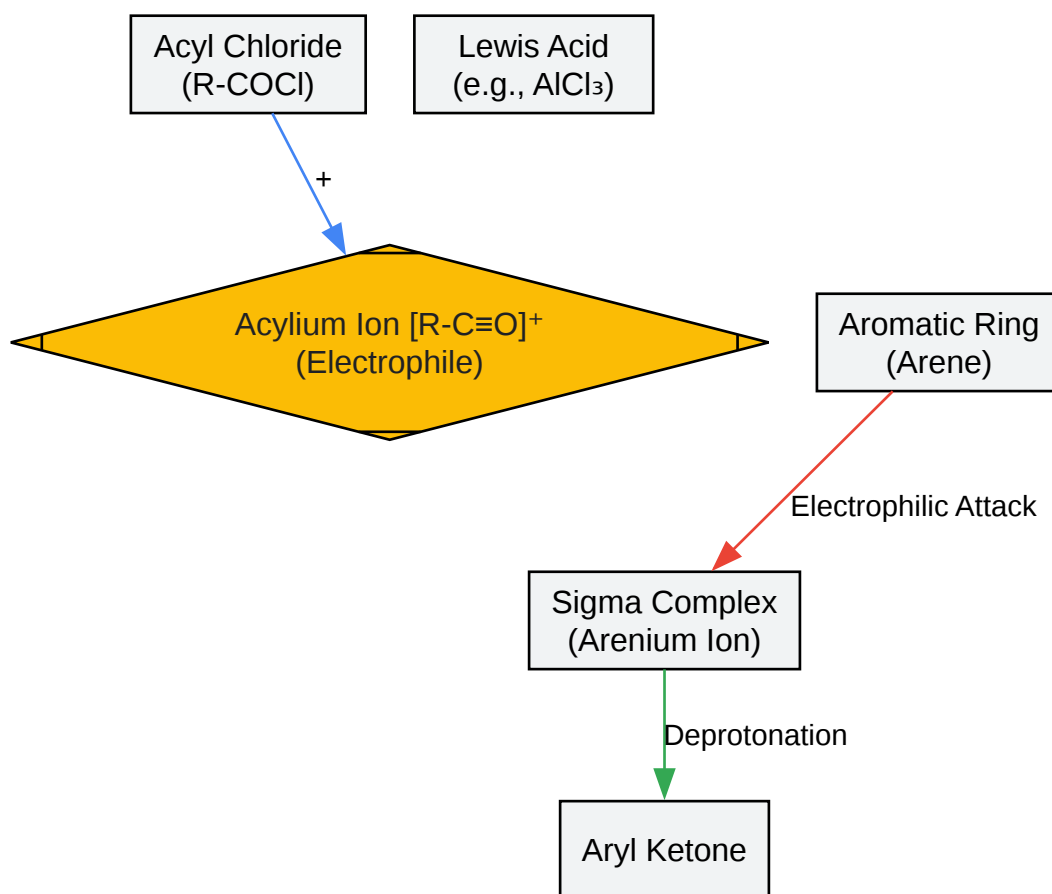 Acyl Chloride
(R-COCl)
Lewis Acid
(e.g., AlCl₃)
+
Acylium Ion [R-C≡O]⁺
(Electrophile)
Aromatic Ring
(Arene)
Electrophilic Attack
Sigma Complex
(Arenium Ion)
Deprotonation
Aryl Ketone